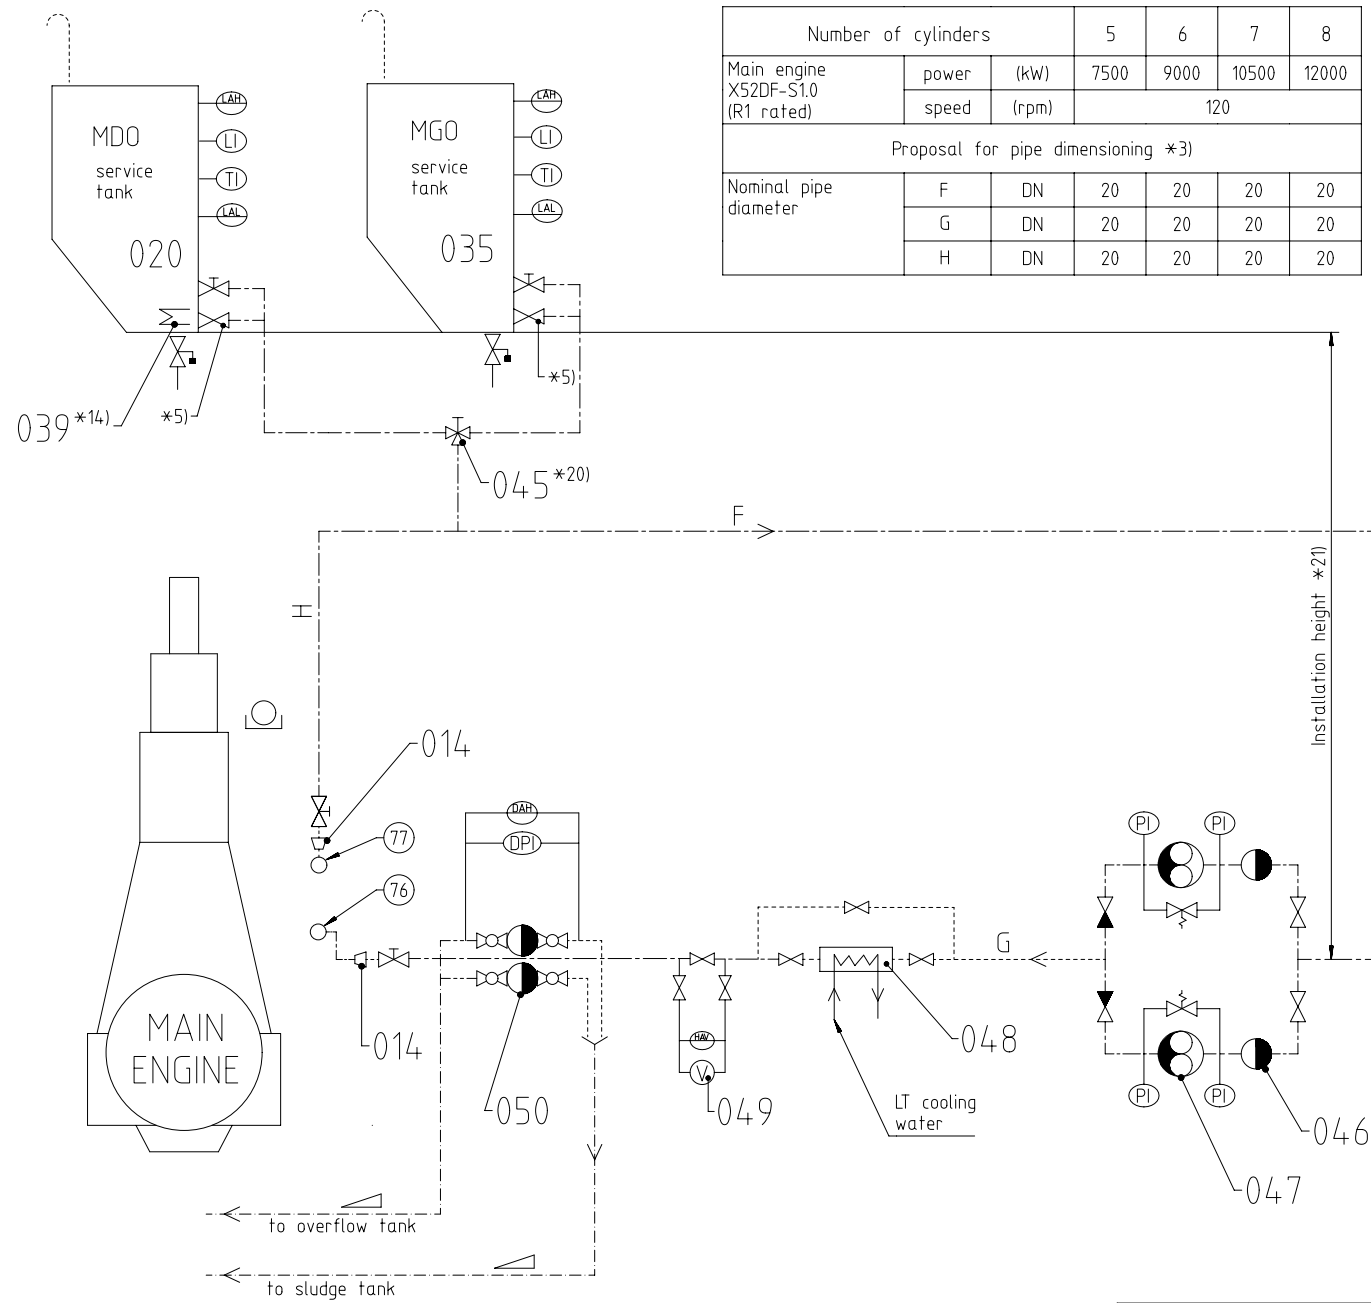 Number of cylinders 5 6 7 8
Main engine
X52DF-S1.0
(R1 rated)
power (kW) 7500 9000 10500 12000
speed (rpm) 120
Proposal for pipe dimensioning *3)
Nominal pipe
diameter
F DN 20 20 20 20
G DN 20 20 20 20
H DN 20 20 20 20
MDO
service
tank
020
LAH
LI
TI
LAL
MGO
service
tank
035
LAH
LI
TI
LAL
039 *14)
*5)
*5)
045 *20)
F
H
Installation height *21)
014
77
76
014
DAH
DPI
050
MAIN
ENGINE
HAV
V
049
048
LT cooling
water
G
PI
PI
PI
PI
046
047
to overflow tank
to sludge tank